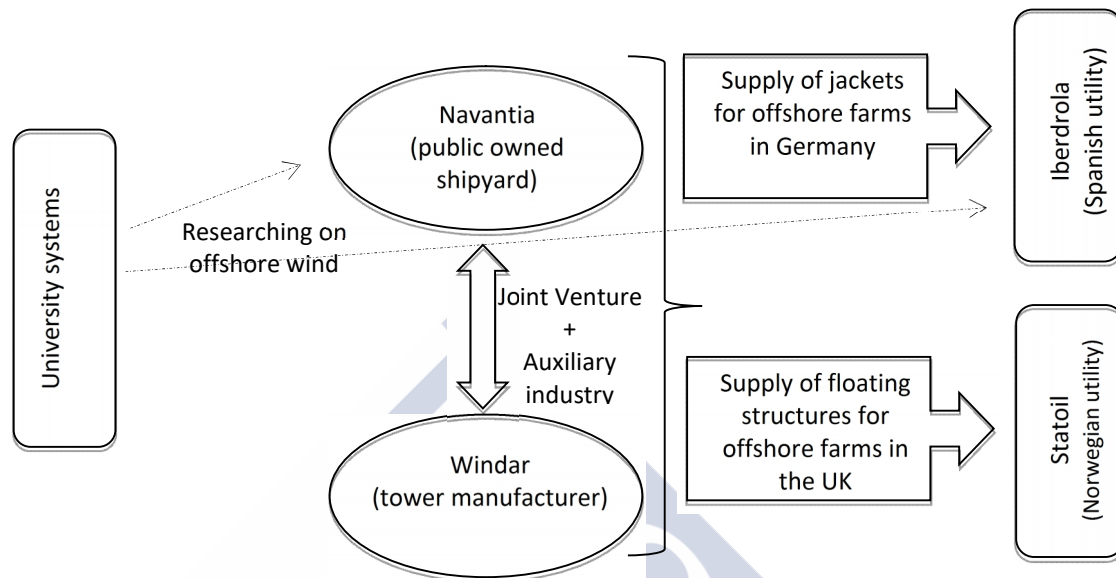 University systems
Researching on
offshore wind
Navantia
(public owned
shipyard)
Joint Venture
+
Auxiliary
industry
Windar
(tower manufacturer)
Supply of jackets
for offshore farms
in Germany
Supply of floating
structures for
offshore farms in
the UK
Iberdrola
(Spanish utility)
Statoil
(Norwegian utility)